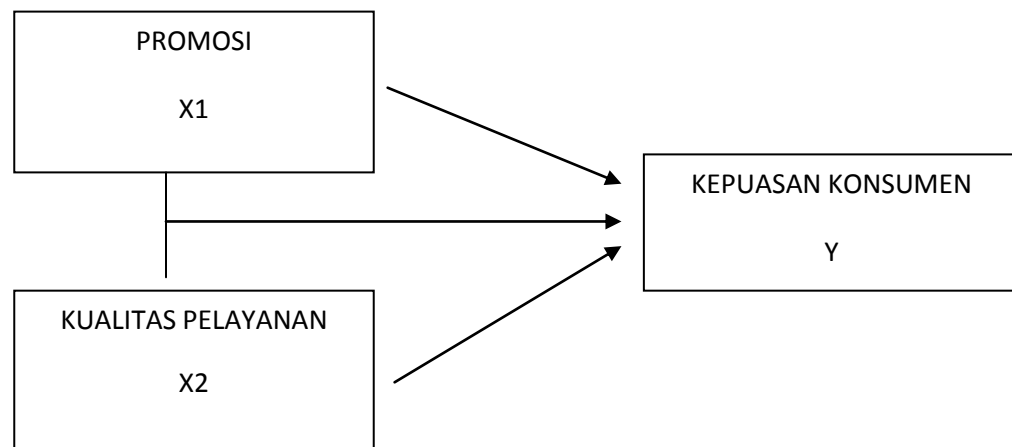 PROMOSI
X1
KEPUASAN KONSUMEN
Y
KUALITAS PELAYANAN
X2